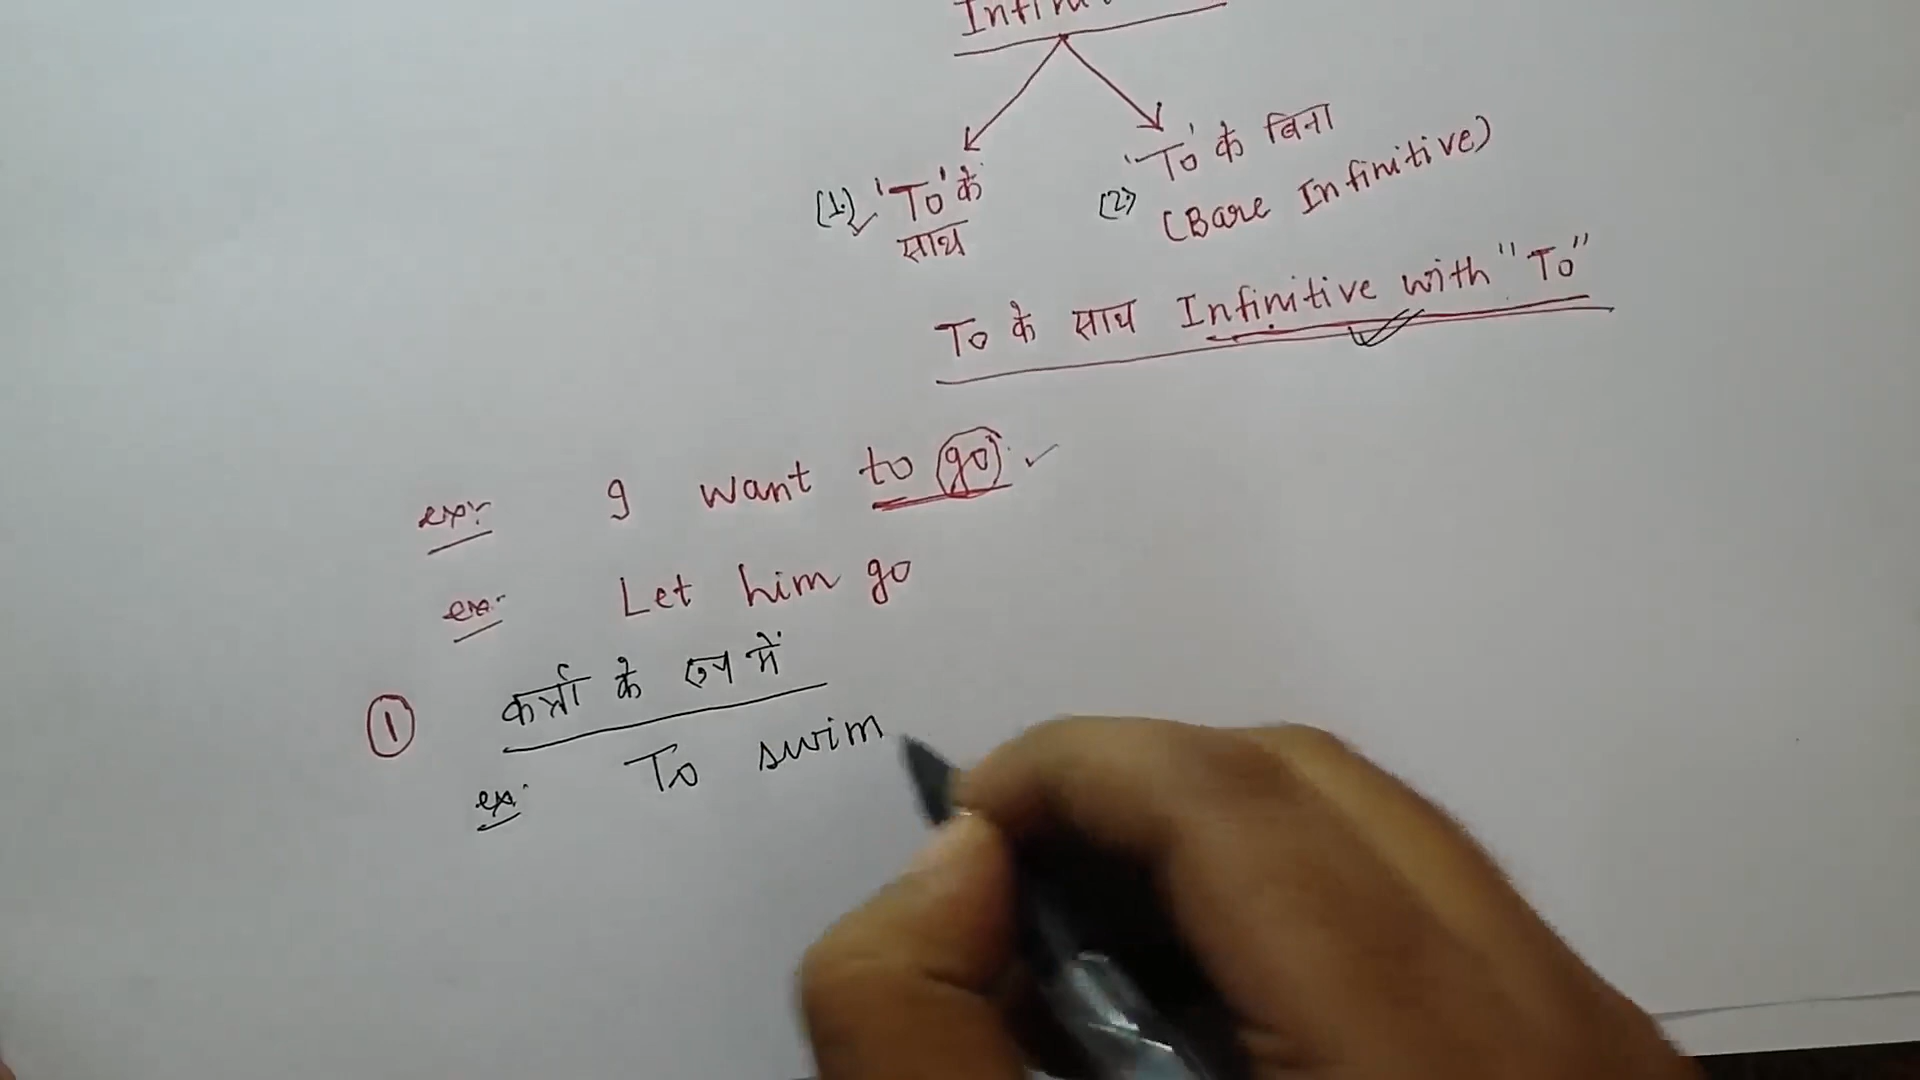 (1.) 'To' के
साथ
'To' के बिना
(2) (Bare Infinitive)
To के साथ Infinitive with "To"
ex:- I want to go.
ex:- Let him go
1 कर्त्ता के रूप में
ex:- To swim